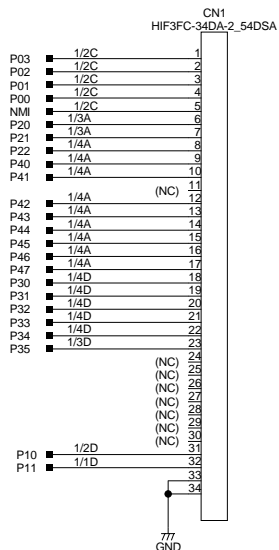 CN1
HIF3FC-34DA-2_54DSA
P03 1/2C 1
P02 1/2C 2
P01 1/2C 3
P00 1/2C 4
NMI 1/2C 5
P20 1/3A 6
P21 1/3A 7
P22 1/4A 8
P40 1/4A 9
P41 1/4A 10
(NC) 11
P42 1/4A 12
P43 1/4A 13
P44 1/4A 14
P45 1/4A 15
P46 1/4A 16
P47 1/4A 17
P30 1/4D 18
P31 1/4D 19
P32 1/4D 20
P33 1/4D 21
P34 1/4D 22
P35 1/3D 23
(NC) 24
(NC) 25
(NC) 26
(NC) 27
(NC) 28
(NC) 29
(NC) 30
P10 1/2D 31
P11 1/1D 32
33
34
GND